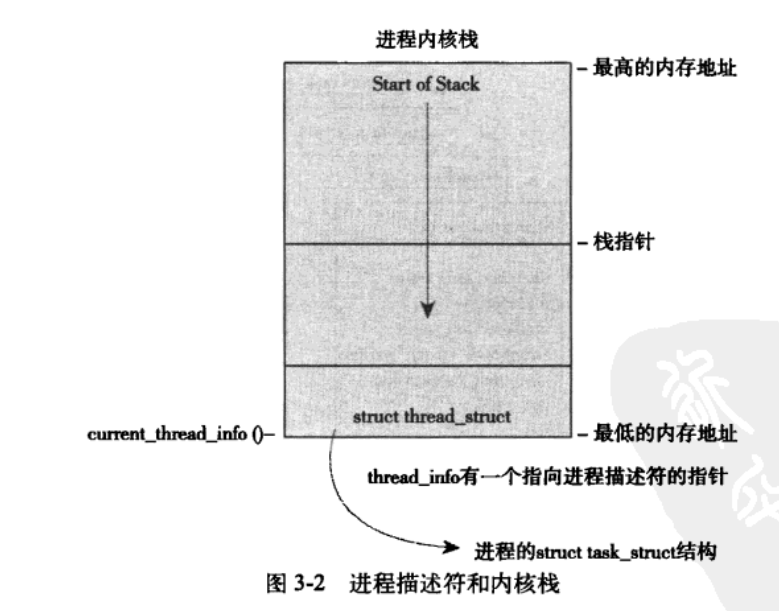 进程内核栈
Start of Stack
最高的内存地址
栈指针
struct thread_struct
current_thread_info ()
最低的内存地址
thread_info有一个指向进程描述符的指针
进程的struct task_struct结构
图 3-2 进程描述符和内核栈